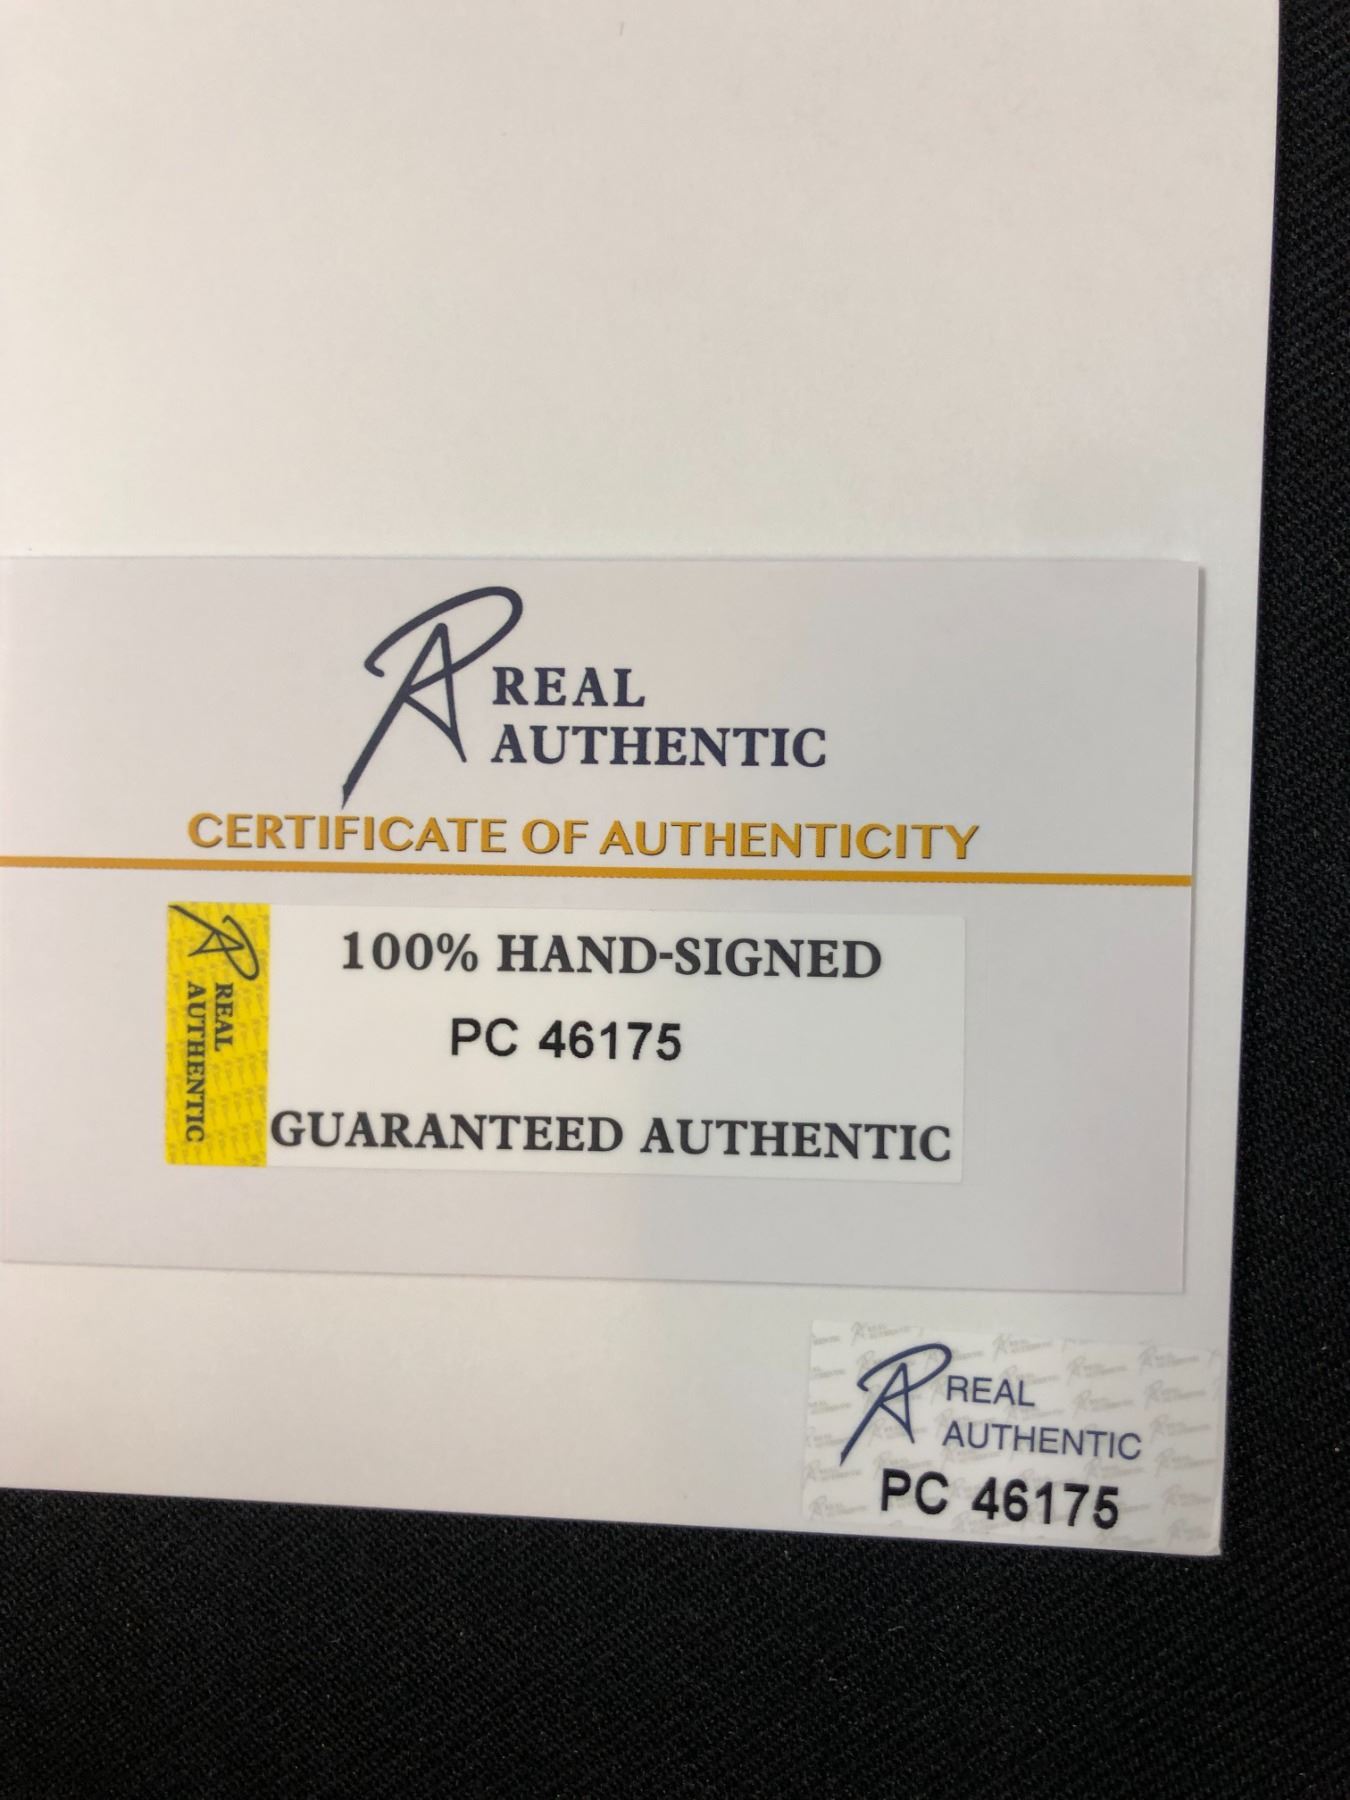 REAL
AUTHENTIC
CERTIFICATE OF AUTHENTICITY
REAL
AUTHENTIC
100% HAND-SIGNED
PC 46175
GUARANTEED AUTHENTIC
REAL
AUTHENTIC
PC 46175